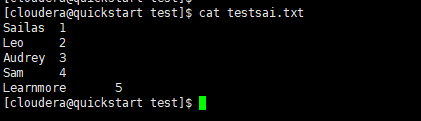 [cloudera@quickstart test]$ cat testsai.txt
Sailas  1
Leo     2
Audrey  3
Sam     4
Learnmore       5
[cloudera@quickstart test]$